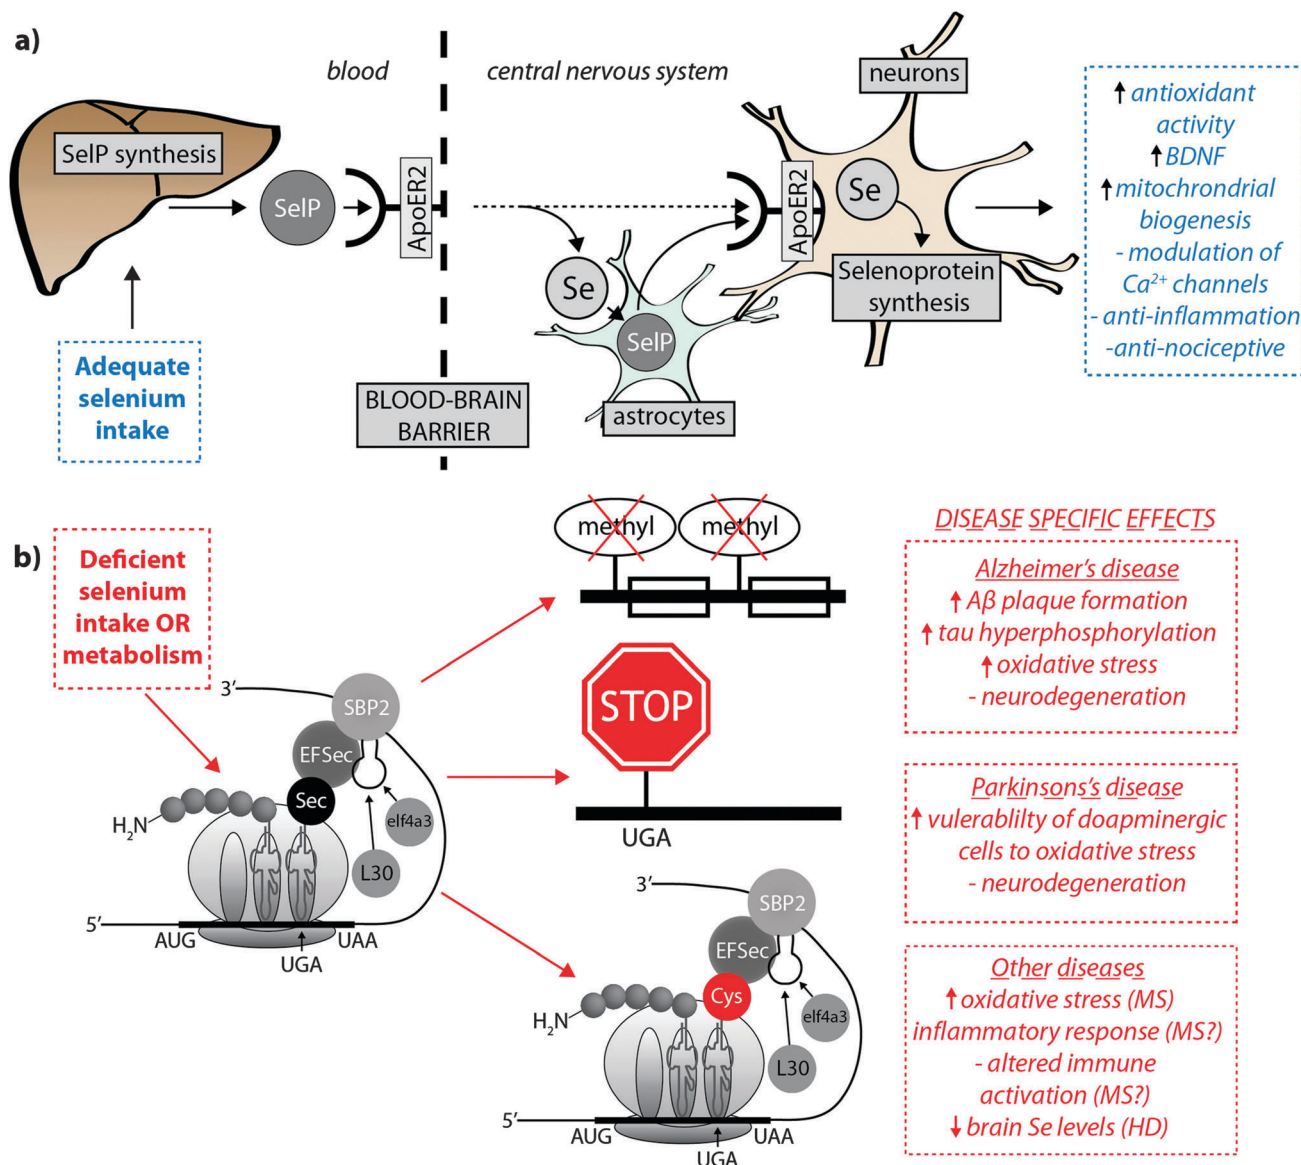 a)
blood
central nervous system
SelP synthesis
SelP
ApoER2
Se
SelP
astrocytes
neurons
ApoER2
Se
Selenoprotein
synthesis
BLOOD-BRAIN
BARRIER
Adequate
selenium
intake
↑ antioxidant
activity
↑ BDNF
↑ mitochrondrial
biogenesis
- modulation of
Ca²⁺ channels
- anti-inflammation
-anti-nociceptive
b)
Deficient
selenium
intake OR
metabolism
3’
SBP2
EFSec
Sec
H₂N
elf4a3
L30
5’
AUG
UGA
UAA
methyl
methyl
STOP
UGA
3’
SBP2
EFSec
Cys
H₂N
elf4a3
L30
5’
AUG
UGA
UAA
DISEASE SPECIFIC EFFECTS
Alzheimer’s disease
↑ Aβ plaque formation
↑ tau hyperphosphorylation
↑ oxidative stress
- neurodegeneration
Parkinsons’s disease
↑ vulerablilty of doapminergic
cells to oxidative stress
- neurodegeneration
Other diseases
↑ oxidative stress (MS)
inflammatory response (MS?)
- altered immune
activation (MS?)
↓ brain Se levels (HD)